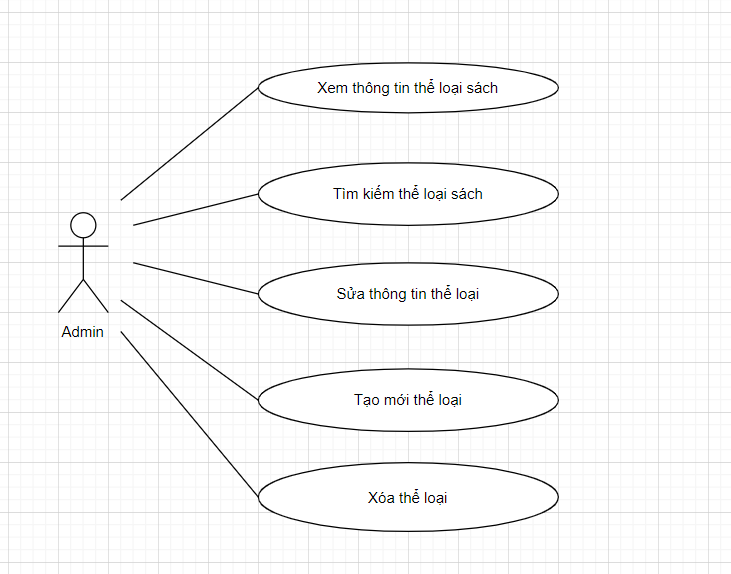 Xem thông tin thể loại sách
Tìm kiếm thể loại sách
Sửa thông tin thể loại
Admin
Tạo mới thể loại
Xóa thể loại